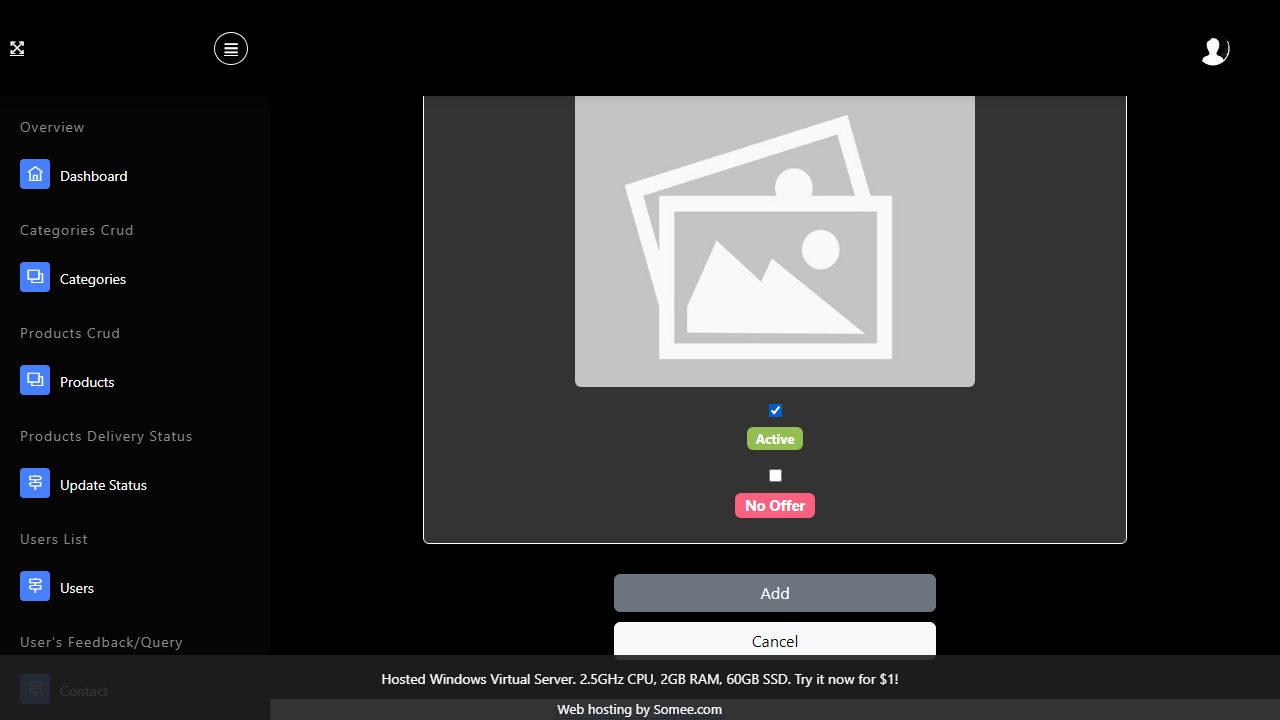 Overview
Dashboard
Categories Crud
Categories
Products Crud
Products
Products Delivery Status
Update Status
Users List
Users
User's Feedback/Query
Contact
Active
No Offer
Add
Cancel
Hosted Windows Virtual Server. 2.5GHz CPU, 2GB RAM, 60GB SSD. Try it now for $1!
Web hosting by Somee.com